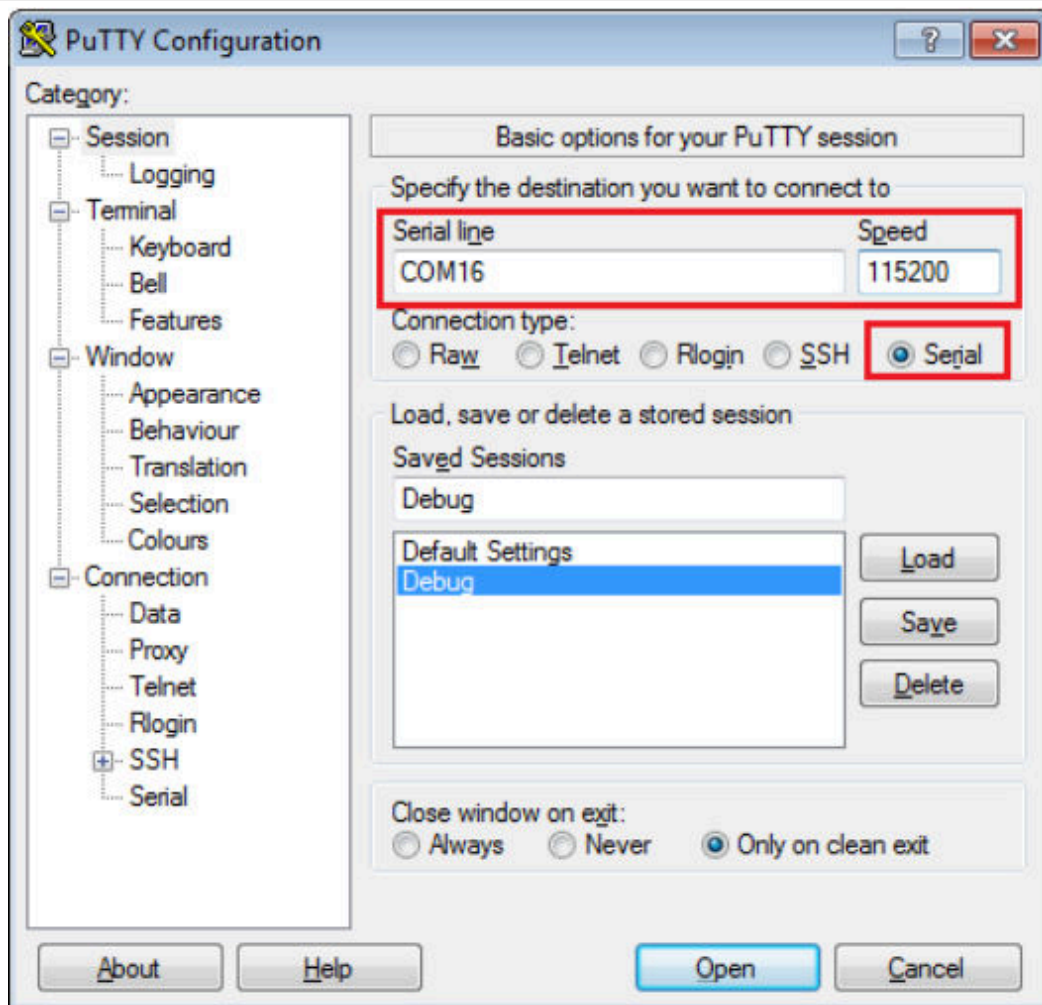 PuTTY Configuration
Category:
Session
Logging
Terminal
Keyboard
Bell
Features
Window
Appearance
Behaviour
Translation
Selection
Colours
Connection
Data
Proxy
Telnet
Rlogin
SSH
Serial
Basic options for your PuTTY session
Specify the destination you want to connect to
Serial line Speed
COM16 115200
Connection type:
Raw Telnet Rlogin SSH Serial
Load, save or delete a stored session
Saved Sessions
Debug
Default Settings
Debug
Load
Save
Delete
Close window on exit:
Always Never Only on clean exit
About Help Open Cancel